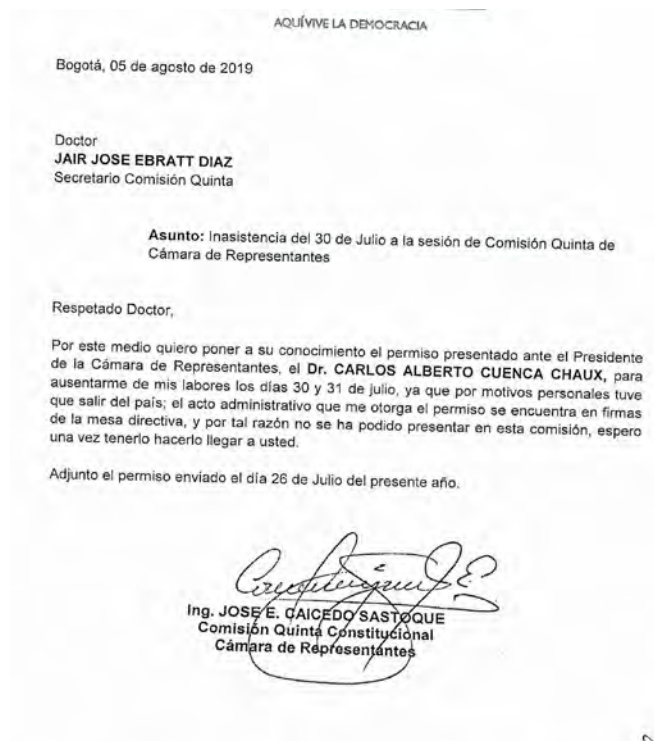 AQUÍVIVE LA DEMOCRACIA
Bogotá, 05 de agosto de 2019
Doctor
JAIR JOSE EBRATT DIAZ
Secretario Comisión Quinta
Asunto: Inasistencia del 30 de Julio a la sesión de Comisión Quinta de
Cámara de Representantes
Respetado Doctor,
Por este medio quiero poner a su conocimiento el permiso presentado ante el Presidente
de la Cámara de Representantes, el Dr. CARLOS ALBERTO CUENCA CHAUX, para
ausentarme de mis labores los días 30 y 31 de julio, ya que por motivos personales tuve
que salir del país; el acto administrativo que me otorga el permiso se encuentra en firmas
de la mesa directiva, y por tal razón no se ha podido presentar en esta comisión, espero
una vez tenerlo hacerlo llegar a usted.
Adjunto el permiso enviado el día 26 de Julio del presente año.
Ing. JOSE E. CAICEDO SASTOQUE
Comisión Quinta Constitucional
Cámara de Representantes